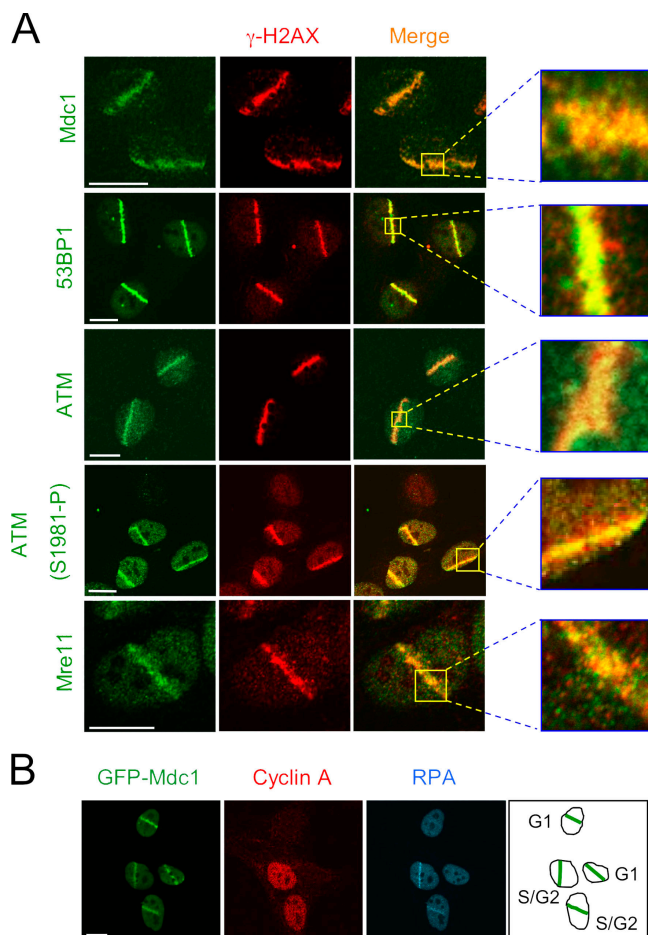 A
γ-H2AX
Merge
Mdc1
53BP1
ATM
ATM
(S1981-P)
Mre11
B
GFP-Mdc1
Cyclin A
RPA
G1
G1
S/G2
S/G2